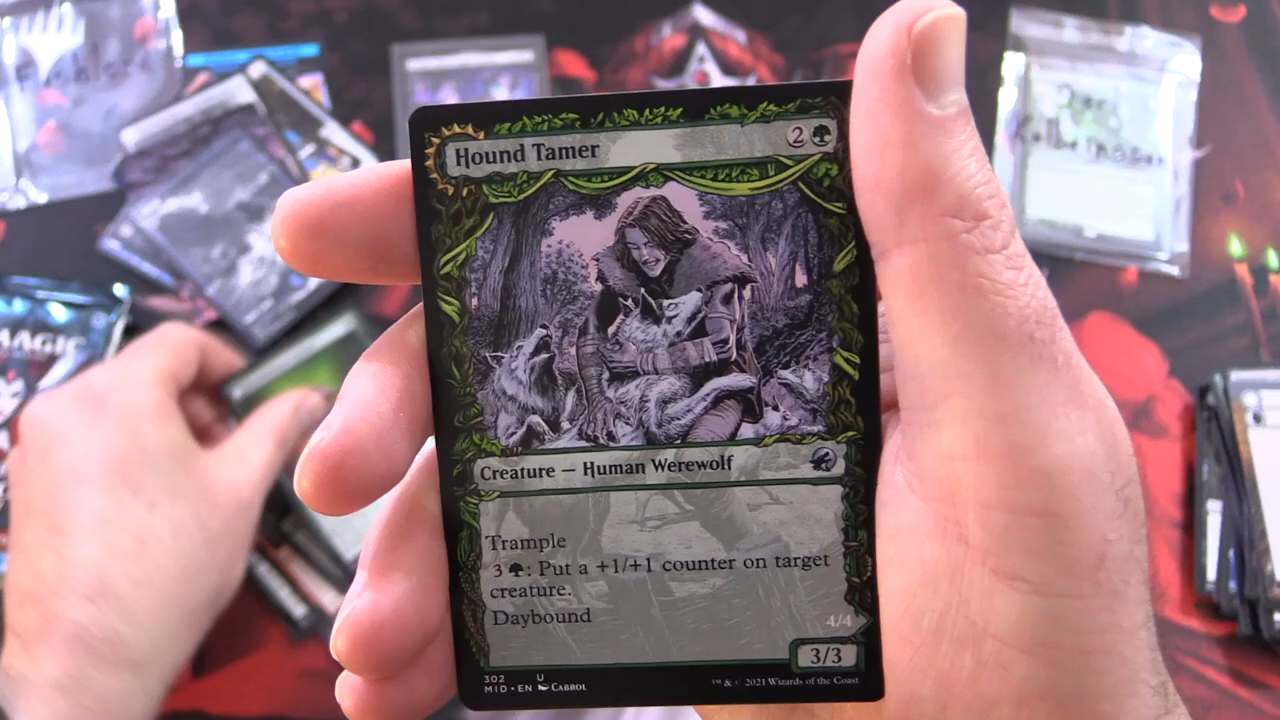 Hound Tamer 2
Creature — Human Werewolf
Trample
3 : Put a +1/+1 counter on target
creature.
Daybound
4/4
3/3
302 U
MID • EN CABROL
™ & © 2021 Wizards of the Coast
MAGIC